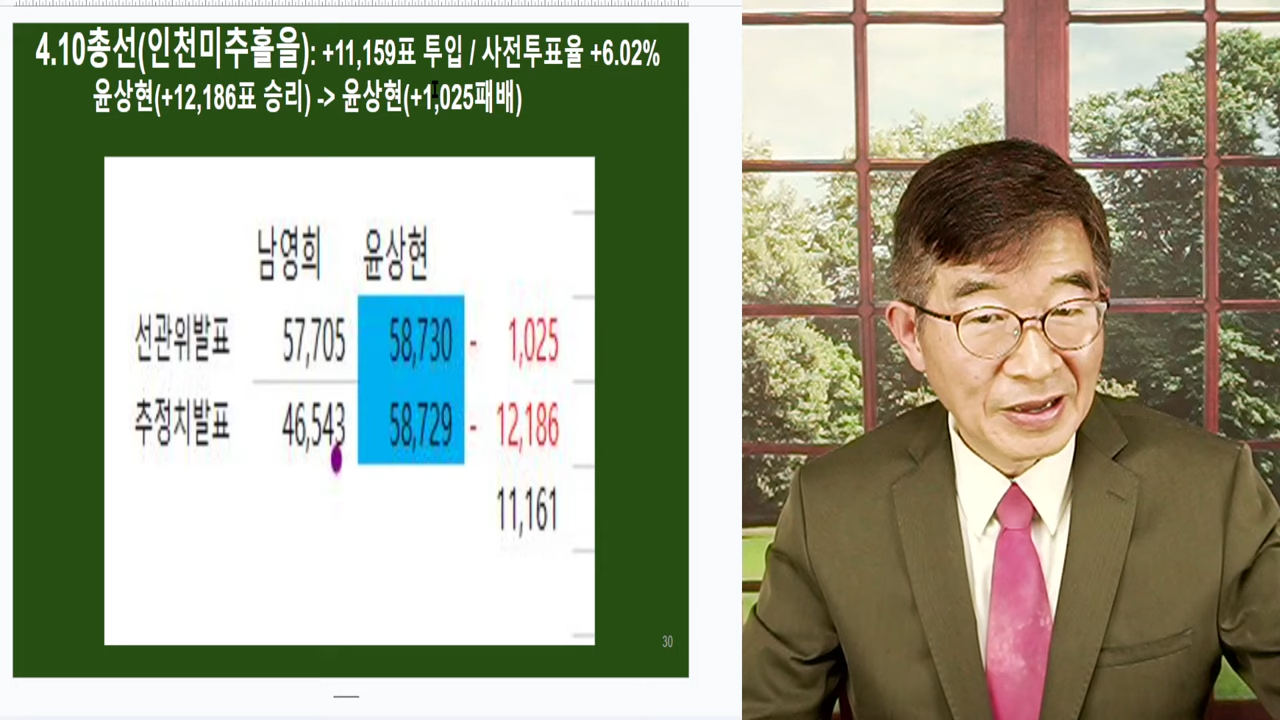 4.10총선(인천미추홀을): +11,159표 투입 / 사전투표율 +6.02%
윤상현(+12,186표 승리) -> 윤상현(+1,025패배)
남영희 윤상현
선관위발표 57,705 58,730 - 1,025
추정치발표 46,543 58,729 - 12,186
11,161
30